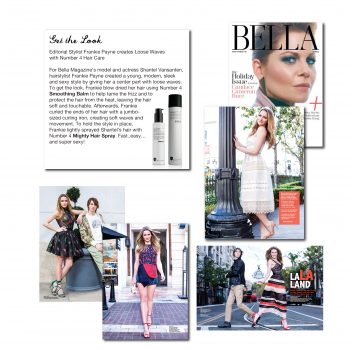 Get the Look
Editorial Stylist Frankie Payne creates Loose Waves
with Number 4 Hair Care
For Bella Magazine's model and actress Shantel Vansanten,
hairstylist Frankie Payne created a young, modern, sleek
and sexy style by giving her a center part with loose waves.
To get the look, Frankie blow dried her hair using Number 4
Smoothing Balm to help tame the frizz and to
protect the hair from the heat, leaving the hair
soft and touchable. Afterwards, Frankie
curled the ends of her hair with a jumbo-
sized curling iron, creating soft waves and
movement. To hold the style in place,
Frankie lightly sprayed Shantel's hair with
Number 4 Mighty Hair Spray. Fast,easy....
and super sexy!
BELLA
Holiday
Issue
Candace
Cameron
Bure
LA LA
LAND